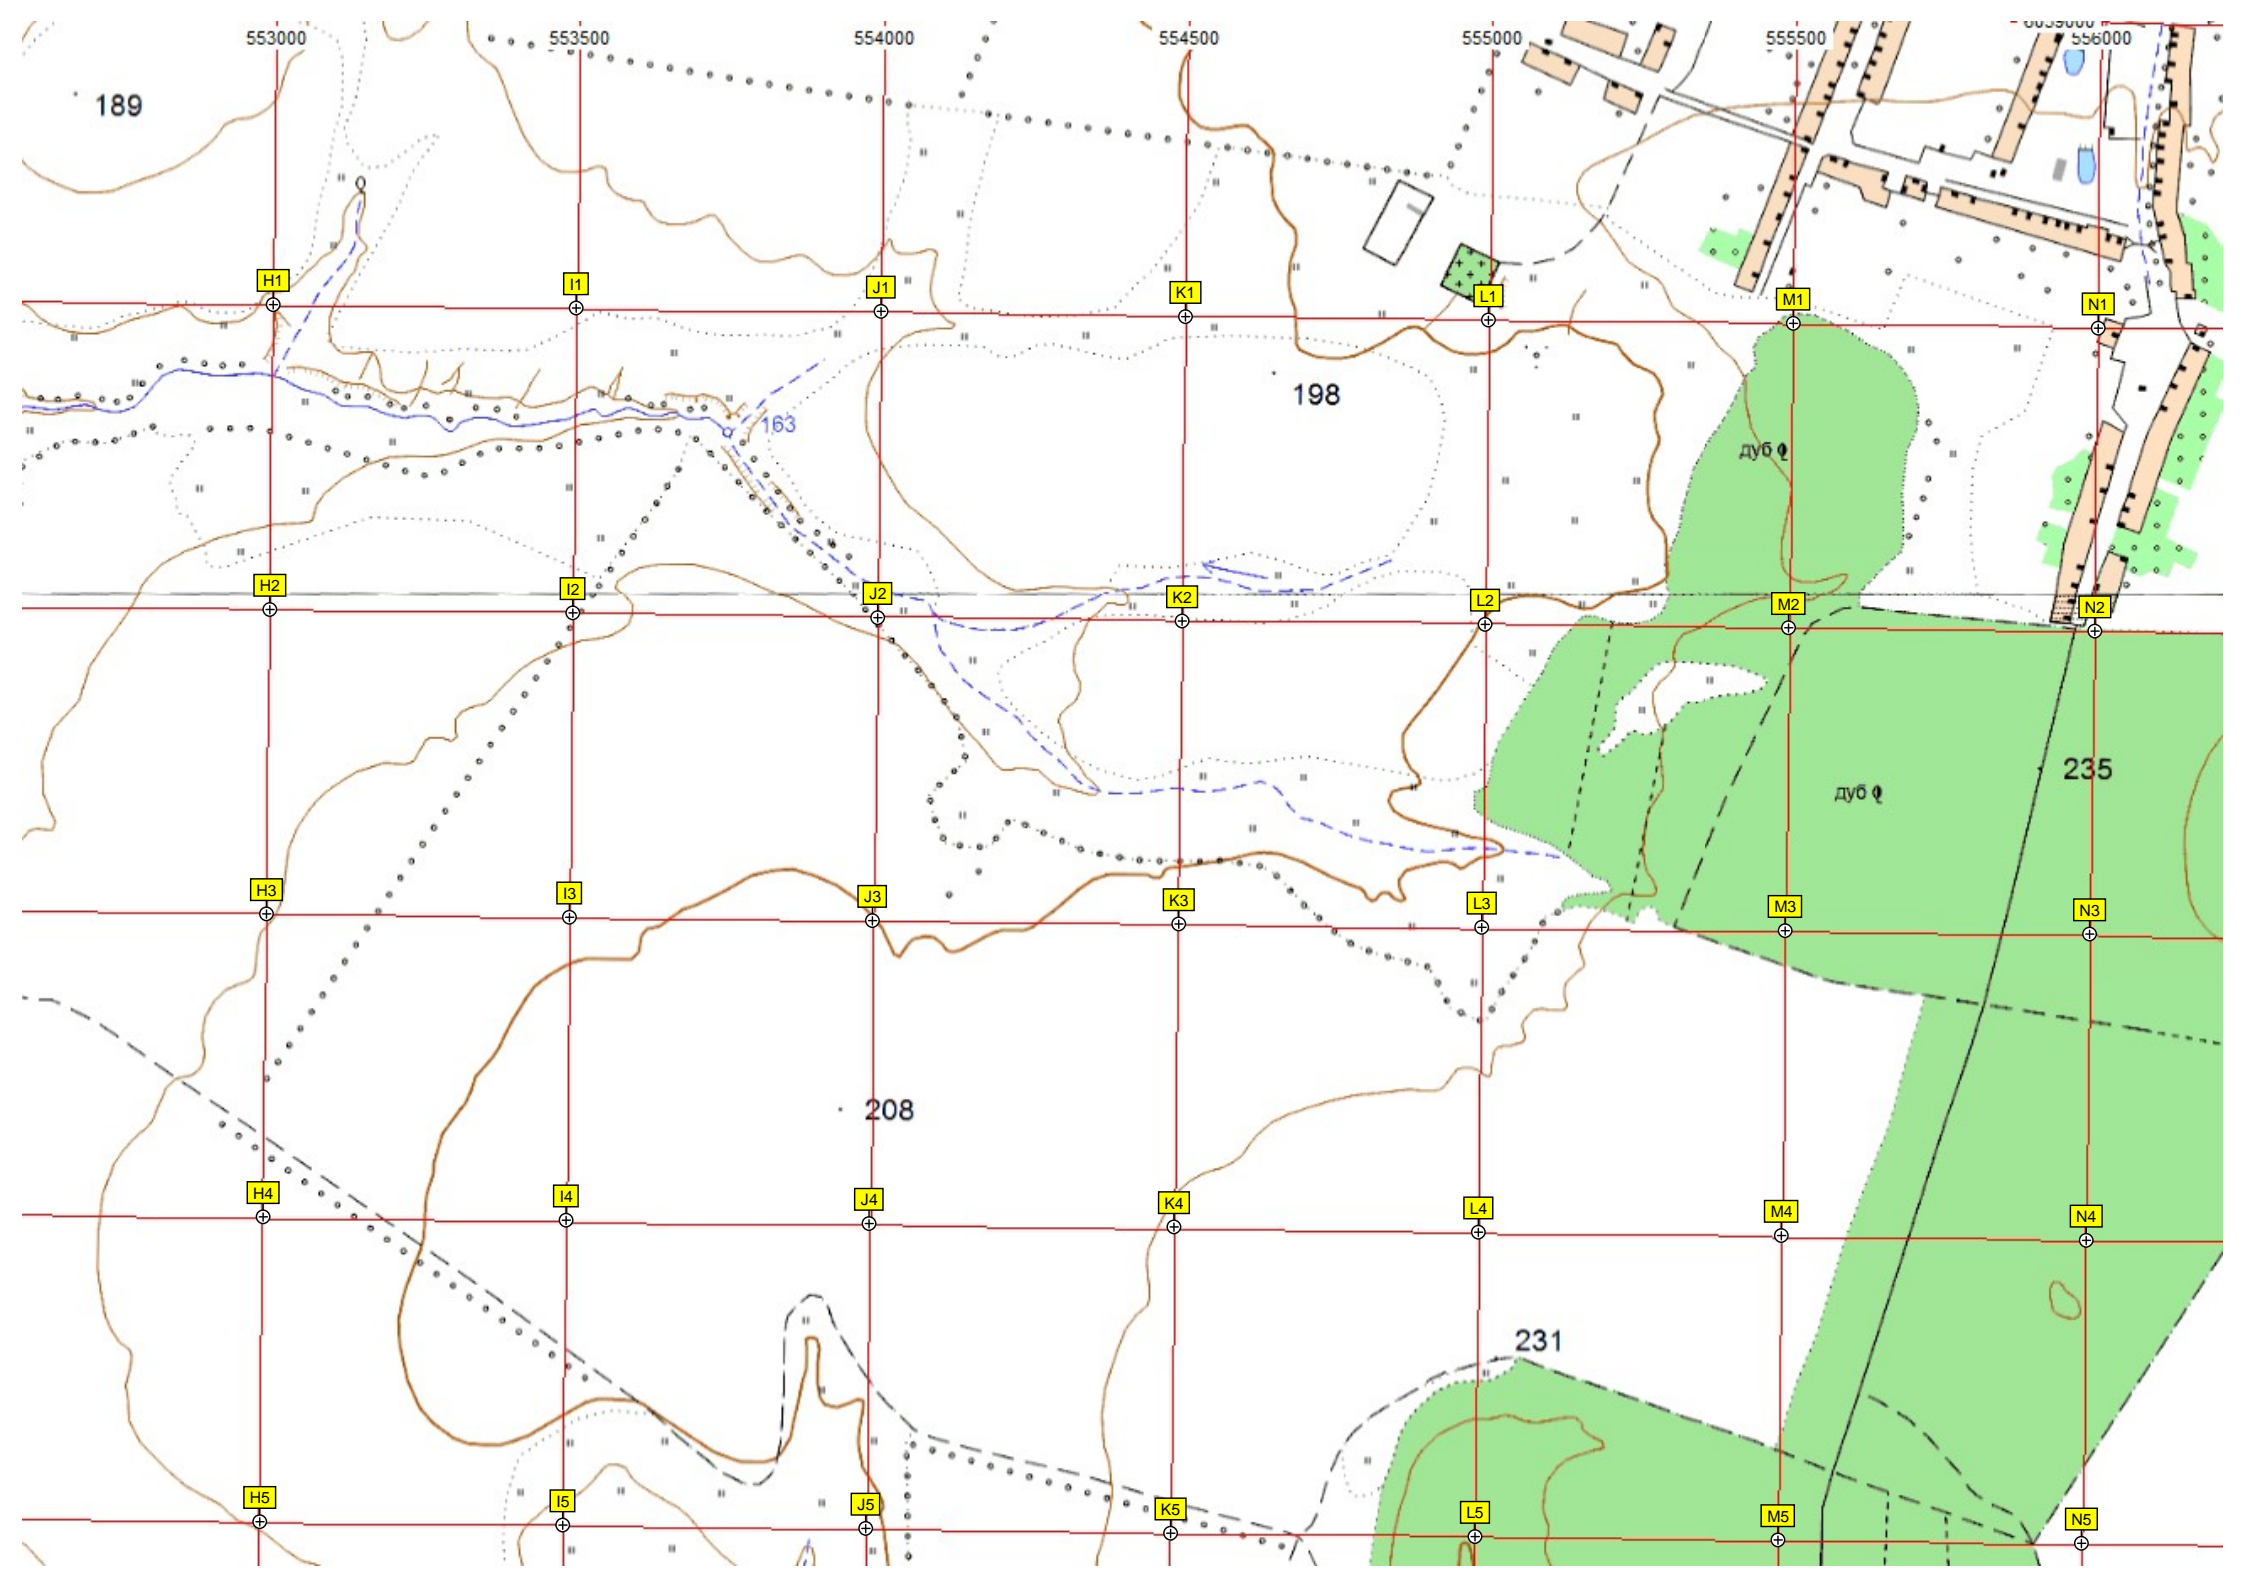 6039000
553000 553500 554000 554500 555000 555500 556000
189
H1 I1 J1 K1 L1 M1 N1
198
163
дуб
H2 I2 J2 K2 L2 M2 N2
235
дуб
H3 I3 J3 K3 L3 M3 N3
208
H4 I4 J4 K4 L4 M4 N4
231
H5 I5 J5 K5 L5 M5 N5